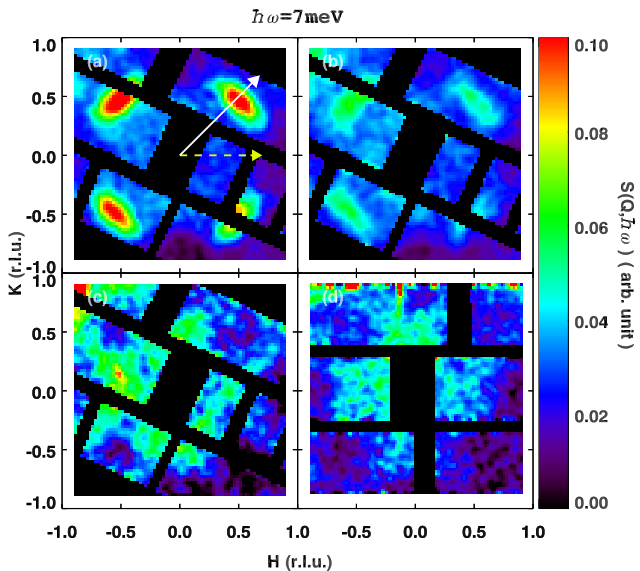 ħω=7meV
(a)
(b)
(c)
(d)
1.0
0.5
0.0
-0.5
-1.0
1.0
0.5
0.0
-0.5
-1.0
K (r.l.u.)
-1.0 -0.5 0.0 0.5 1.0
-0.5 0.0 0.5 1.0
H (r.l.u.)
0.10
0.08
0.06
0.04
0.02
0.00
S(Q,ħω) ( arb. unit )